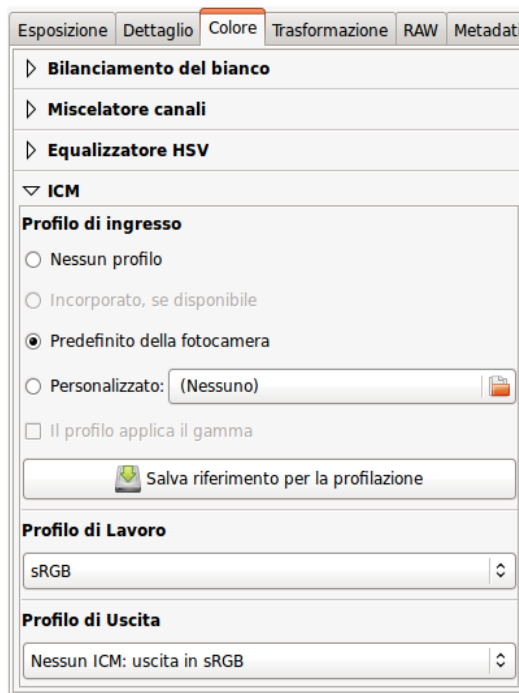 Esposizione Dettaglio Colore Trasformazione RAW Metadati
Bilanciamento del bianco
Miscelatore canali
Equalizzatore HSV
ICM
Profilo di ingresso
Nessun profilo
Incorporato, se disponibile
Predefinito della fotocamera
Personalizzato: (Nessuno)
Il profilo applica il gamma
Salva riferimento per la profilazione
Profilo di Lavoro
sRGB
Profilo di Uscita
Nessun ICM: uscita in sRGB